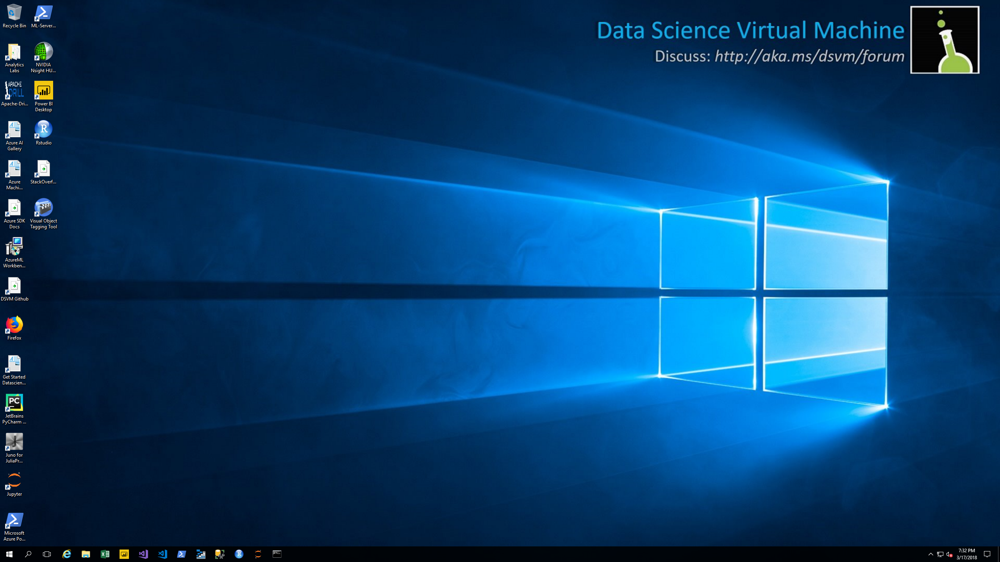 Data Science Virtual Machine
Discuss: http://aka.ms/dsvm/forum
Recycle Bin
ML-Server...
Analytics
Labs
NVIDIA
Nsight HU...
APACHE
DRILL
Apache-Dri...
Power BI
Desktop
Azure AI
Gallery
R
Rstudio
Azure
Machi...
StackOverf...
Azure SDK
Docs
Visual Object
Tagging Tool
AzureML
Workben...
DSVM Github
Firefox
Get Started
Datascien...
PC
JetBrains
PyCharm ...
J
Juno for
JuliaPr...
Jupyter
Microsoft
Azure Po...
7:32 PM
3/17/2018